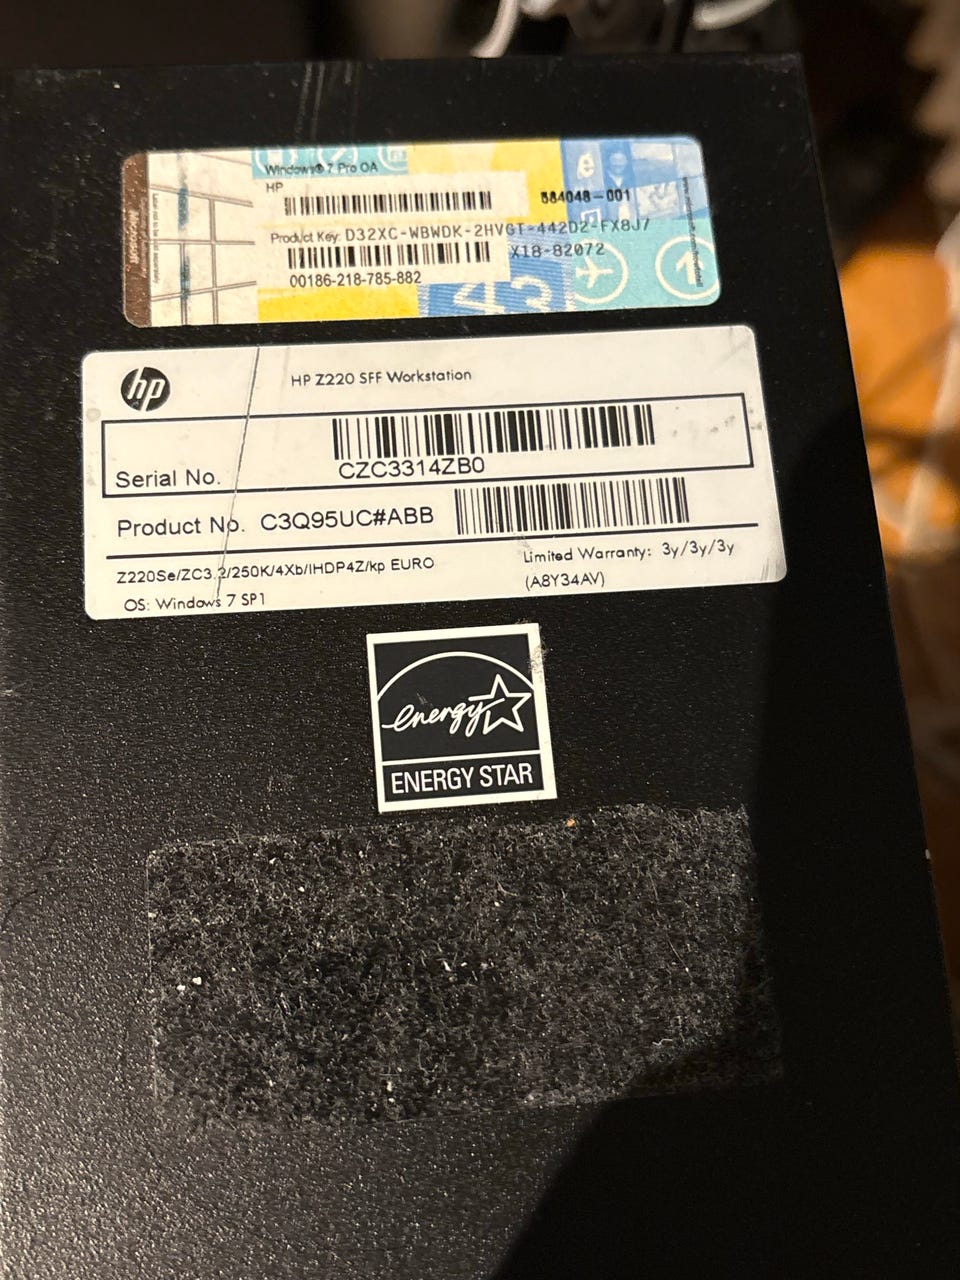 Windows® 7 Pro OA
HP
584048-001
Product Key: D32XC-WBWDK-2HVGT-442D2-FX8J7
X18-82072
00186-218-785-882
hp
HP Z220 SFF Workstation
Serial No.
CZC3314ZB0
Product No. C3Q95UC#ABB
Z220Se/ZC3.2/250K/4Xb/IHDP4Z/kp EURO
Limited Warranty: 3y/3y/3y
(A8Y34AV)
OS: Windows 7 SP1
energy
ENERGY STAR